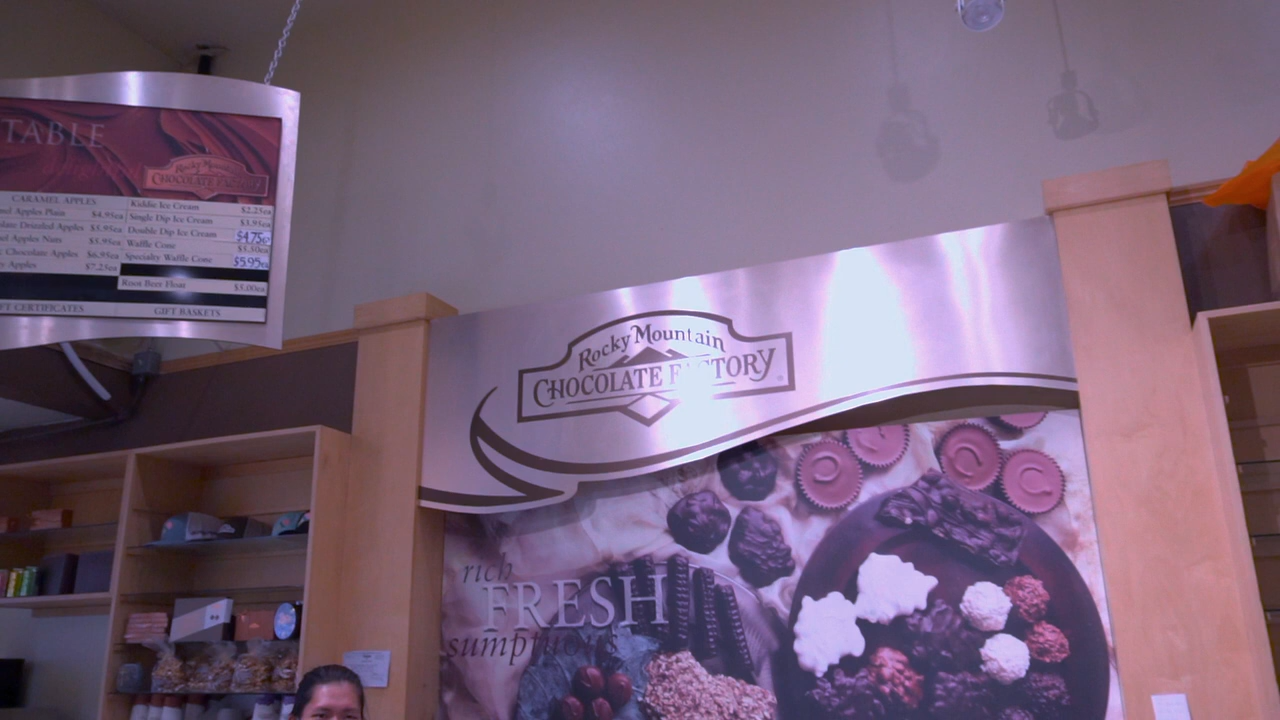 TABLE
Rocky Mountain
CHOCOLATE FACTORY
CARAMEL APPLES
Apples Plain $4.95ea
Drizzled Apples $5.95ea
Apples Nuts $5.95ea
Chocolate Apples $6.95ea
Apples $7.25ea
Kiddie Ice Cream $2.25ea
Single Dip Ice Cream $3.95ea
Double Dip Ice Cream $4.75ea
Waffle Cone $5.50ea
Specialty Waffle Cone $5.95ea
Root Beer Float $5.00ea
CERTIFICATES
GIFT BASKETS
Rocky Mountain
CHOCOLATE FACTORY
rich
FRESH
sumptuous